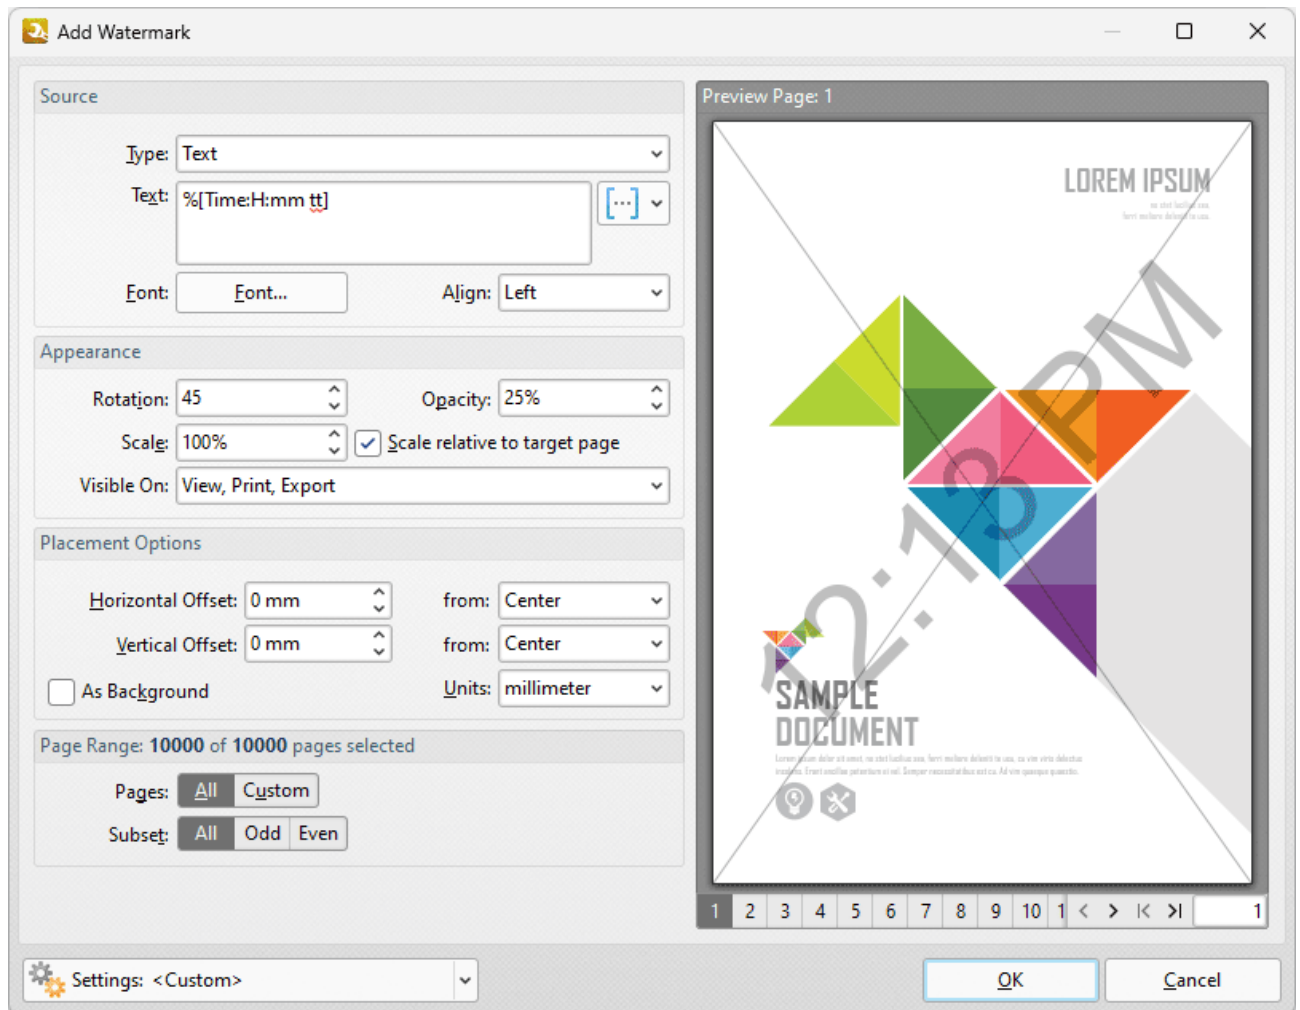 Add Watermark
Source
Type: Text
Text: %[Time:H:mm tt]
Font: Font... Align: Left
Appearance
Rotation: 45 Opacity: 25%
Scale: 100% Scale relative to target page
Visible On: View, Print, Export
Placement Options
Horizontal Offset: 0 mm from: Center
Vertical Offset: 0 mm from: Center
As Background Units: millimeter
Page Range: 10000 of 10000 pages selected
Pages: All Custom
Subset: All Odd Even
Preview Page: 1
LOREM IPSUM
12:13 PM
SAMPLE
DOCUMENT
1 2 3 4 5 6 7 8 9 10 1 1
Settings: <Custom>
OK Cancel